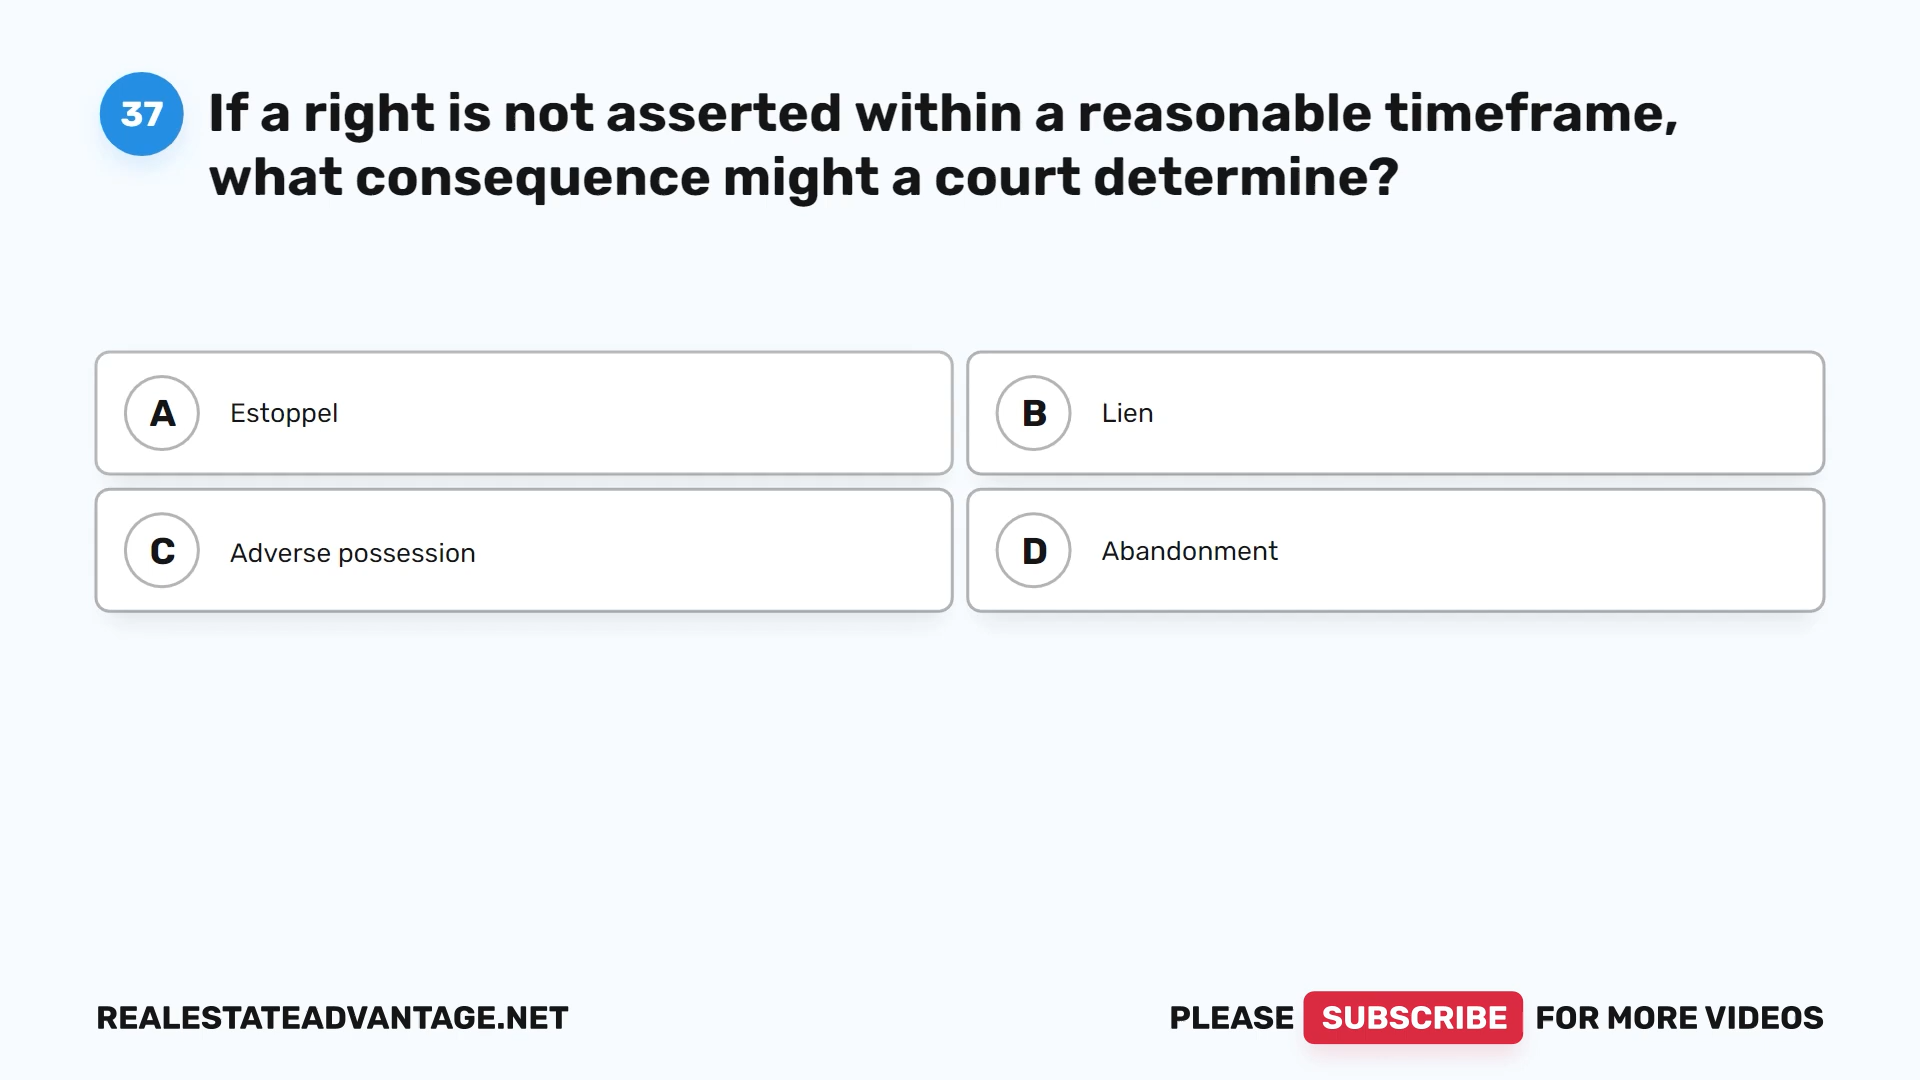 37
If a right is not asserted within a reasonable timeframe,
what consequence might a court determine?
A Estoppel
B Lien
C Adverse possession
D Abandonment
REALESTATEADVANTAGE.NET
PLEASE SUBSCRIBE FOR MORE VIDEOS